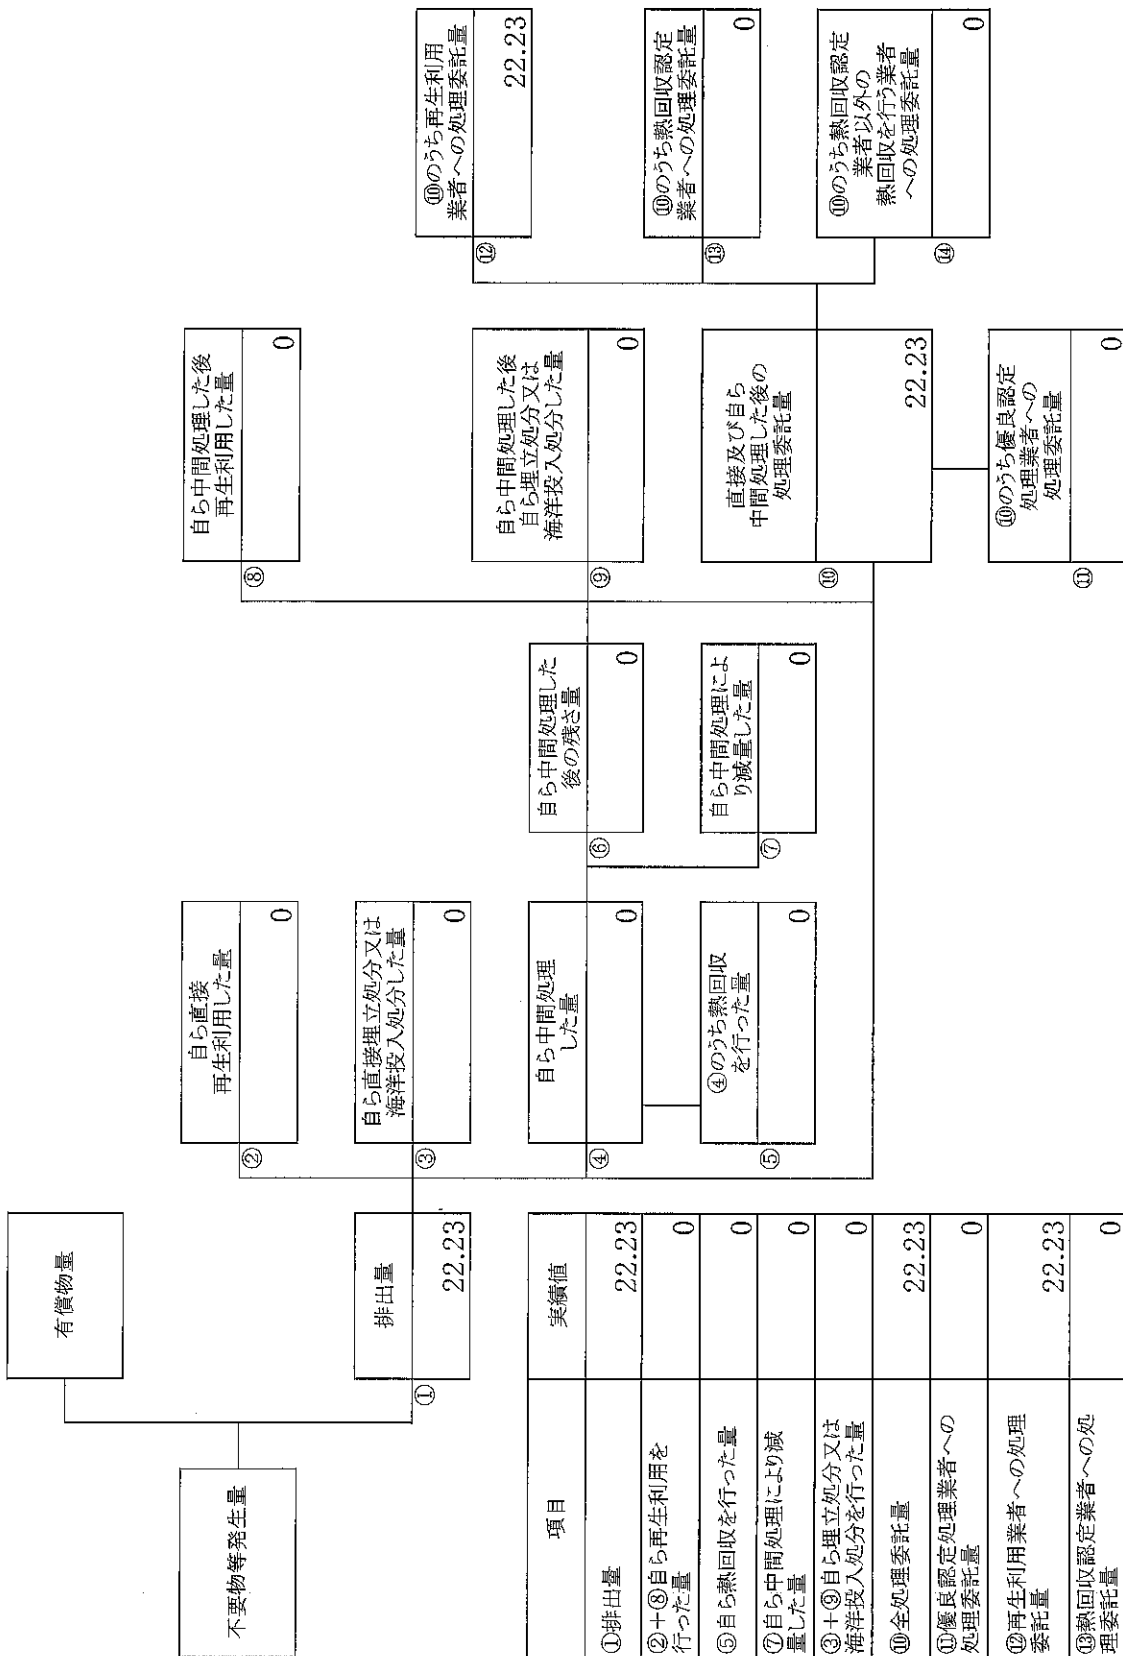 不要物等発生量
有償物量
排出量
①
22.23
②
自ら直接
再生利用した量
0
③
自ら直接埋立処分又は
海洋投入処分した量
0
④
自ら中間処理
した量
0
⑤
④のうち熱回収
を行った量
0
⑥
自ら中間処理した
後の残さ量
0
⑦
自ら中間処理によ
り減量した量
0
⑧
自ら中間処理した後
再生利用した量
0
⑨
自ら中間処理した後
自ら埋立処分又は
海洋投入処分した量
0
⑩
直接及び自ら
中間処理した後の
処理委託量
22.23
⑪
⑩のうち優良認定
処理業者への
処理委託量
0
⑫
⑩のうち再生利用
業者への処理委託量
22.23
⑬
⑩のうち熱回収認定
業者への処理委託量
0
⑭
⑩のうち熱回収認定
業者以外の
熱回収を行う業者
への処理委託量
0
項目 実績値
①排出量 22.23
②+⑧自ら再生利用を
行った量 0
⑤自ら熱回収を行った量 0
⑦自ら中間処理により減
量した量 0
③+⑨自ら埋立処分又は
海洋投入処分を行った量 0
⑩全処理委託量 22.23
⑪優良認定処理業者への
処理委託量 0
⑫再生利用業者への処理
委託量 22.23
⑬熱回収認定業者への処
理委託量 0